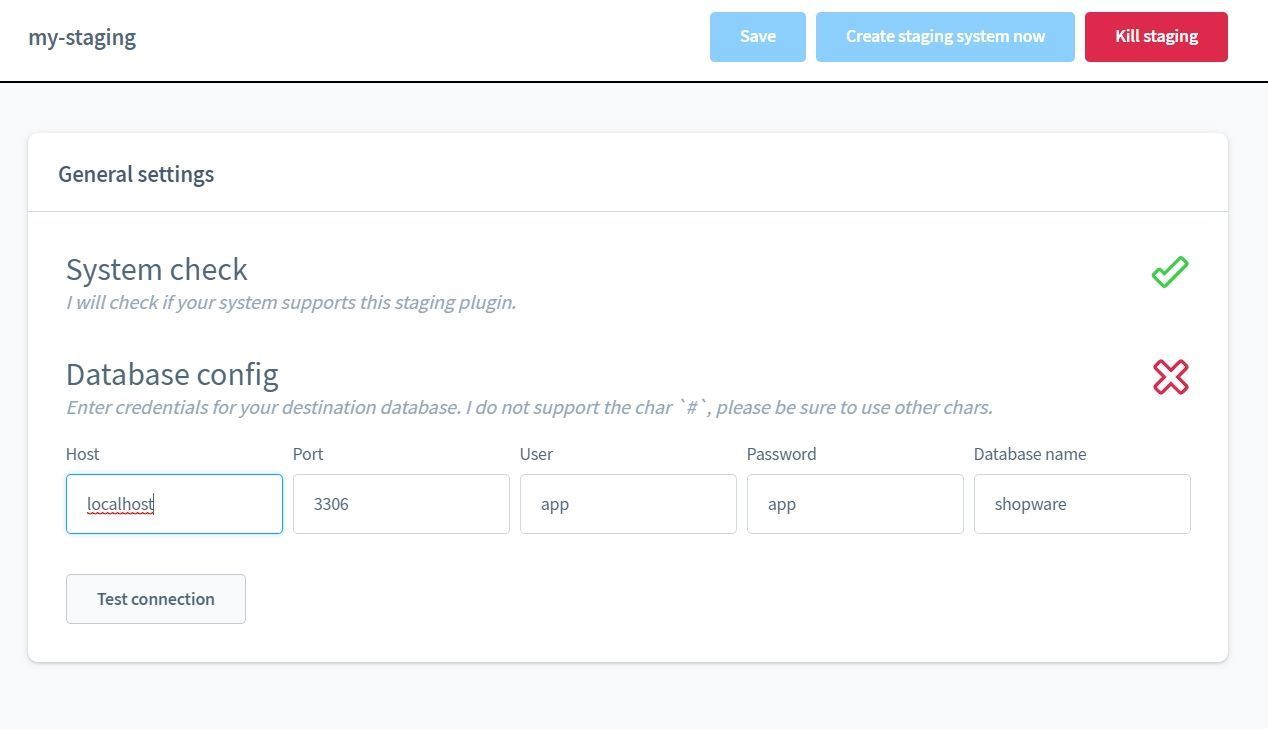 my-staging
Save
Create staging system now
Kill staging
General settings
System check
I will check if your system supports this staging plugin.
Database config
Enter credentials for your destination database. I do not support the char `#`, please be sure to use other chars.
Host Port User Password Database name
localhost 3306 app app shopware
Test connection